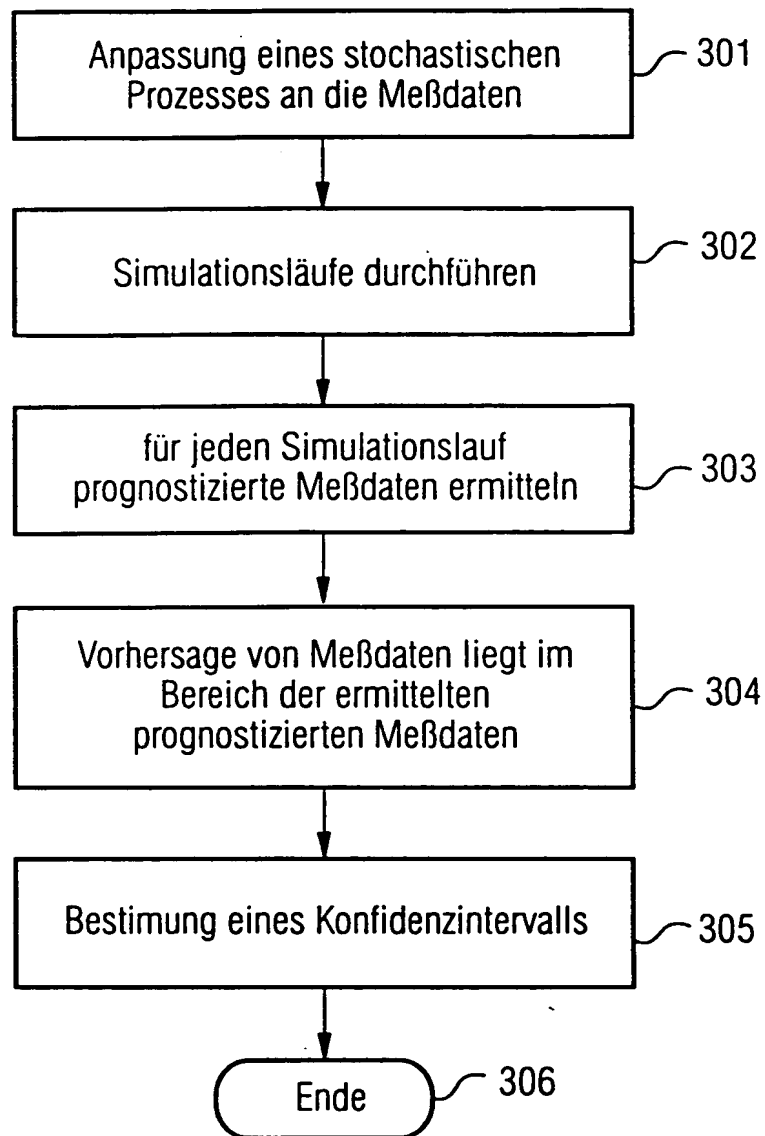 Anpassung eines stochastischen
Prozesses an die Meßdaten
301
Simulationsläufe durchführen
302
für jeden Simulationslauf
prognostizierte Meßdaten ermitteln
303
Vorhersage von Meßdaten liegt im
Bereich der ermittelten
prognostizierten Meßdaten
304
Bestimung eines Konfidenzintervalls
305
Ende
306